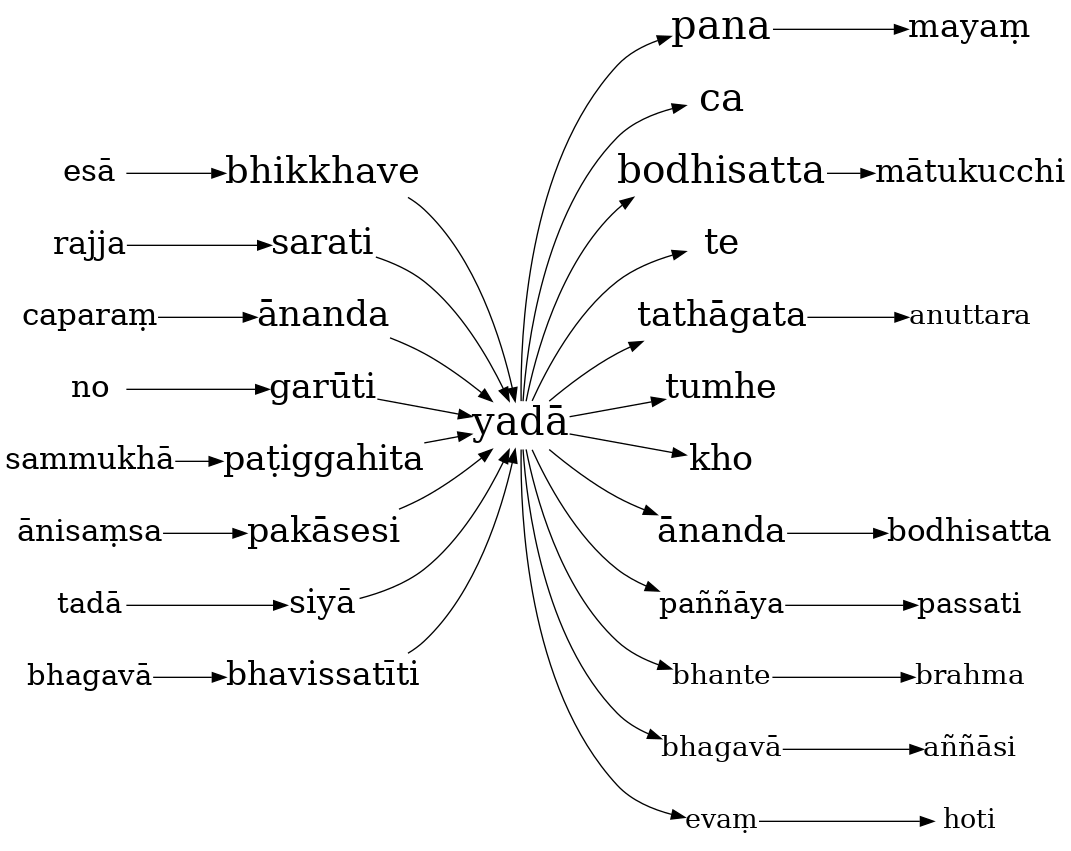 pana mayaṃ
ca
esā bhikkhave bodhisatta mātukucchi
rajja sarati te
caparaṃ ānanda tathāgata anuttara
no garūti tumhe
yadā
sammukhā paṭiggahita kho
ānisaṃsa pakāsesi ānanda bodhisatta
tadā siyā paññāya passati
bhagavā bhavissatīti bhante brahma
bhagavā aññāsi
evaṃ hoti